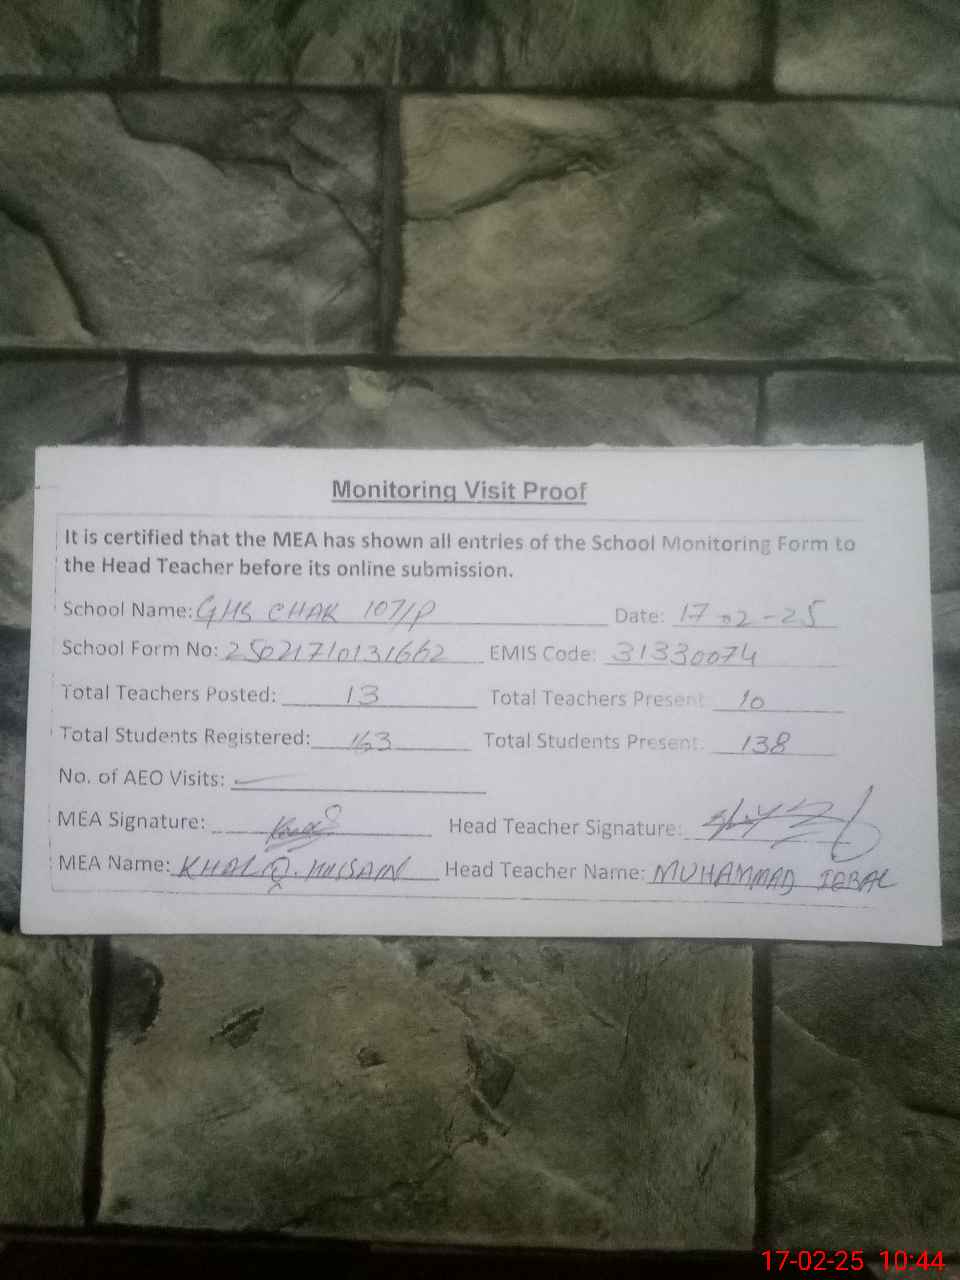 Monitoring Visit Proof
It is certified that the MEA has shown all entries of the School Monitoring Form to
the Head Teacher before its online submission.
School Name: GHS CHAK 107/P Date: 17-02-25
School Form No: 25021710131662 EMIS Code: 31330074
Total Teachers Posted: 13 Total Teachers Present: 10
Total Students Registered: 163 Total Students Present: 138
No. of AEO Visits:
MEA Signature: Head Teacher Signature:
MEA Name: HUSSAIN Head Teacher Name: MUHAMMAD IQBAL
17-02-25 10:44